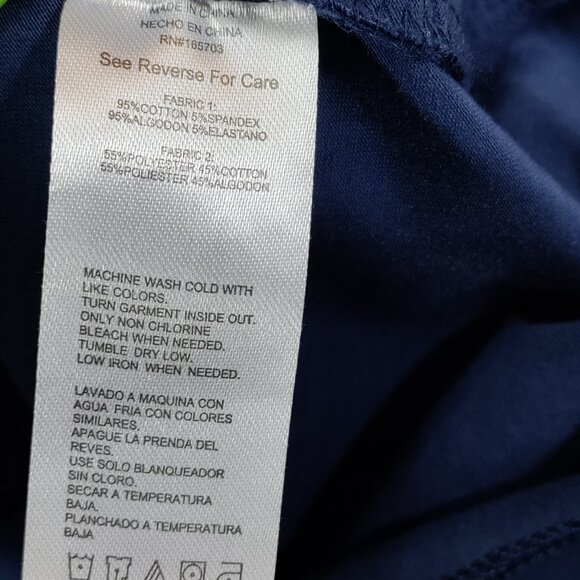 MADE IN CHINA
HECHO EN CHINA
RN#165703
See Reverse For Care
FABRIC 1:
95%COTTON 5%SPANDEX
95%ALGODON 5%ELASTANO
FABRIC 2:
55%POLYESTER 45%COTTON
55%POLIESTER 45%ALGODON
MACHINE WASH COLD WITH
LIKE COLORS.
TURN GARMENT INSIDE OUT.
ONLY NON CHLORINE
BLEACH WHEN NEEDED.
TUMBLE DRY LOW.
LOW IRON WHEN NEEDED.
LAVADO A MAQUINA CON
AGUA FRIA CON COLORES
SIMILARES.
APAGUE LA PRENDA DEL
REVES.
USE SOLO BLANQUEADOR
SIN CLORO.
SECAR A TEMPERATURA
BAJA.
PLANCHADO A TEMPERATURA
BAJA